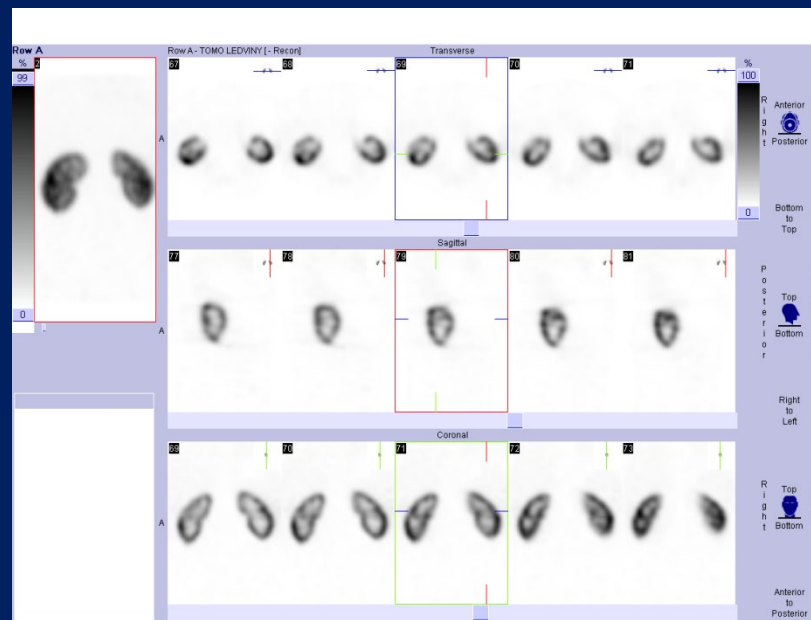 Row A
%
99
0
2
Row A - TOMO LEDVINY [ - Recon]
Transverse
67
68
69
70
71
A
%
100
0
Right
Anterior
Posterior
Bottom
to
Top
Sagittal
77
78
79
80
81
A
Posterior
Top
Bottom
Right
to
Left
Coronal
69
70
71
72
73
A
Right
Top
Bottom
Anterior
to
Posterior